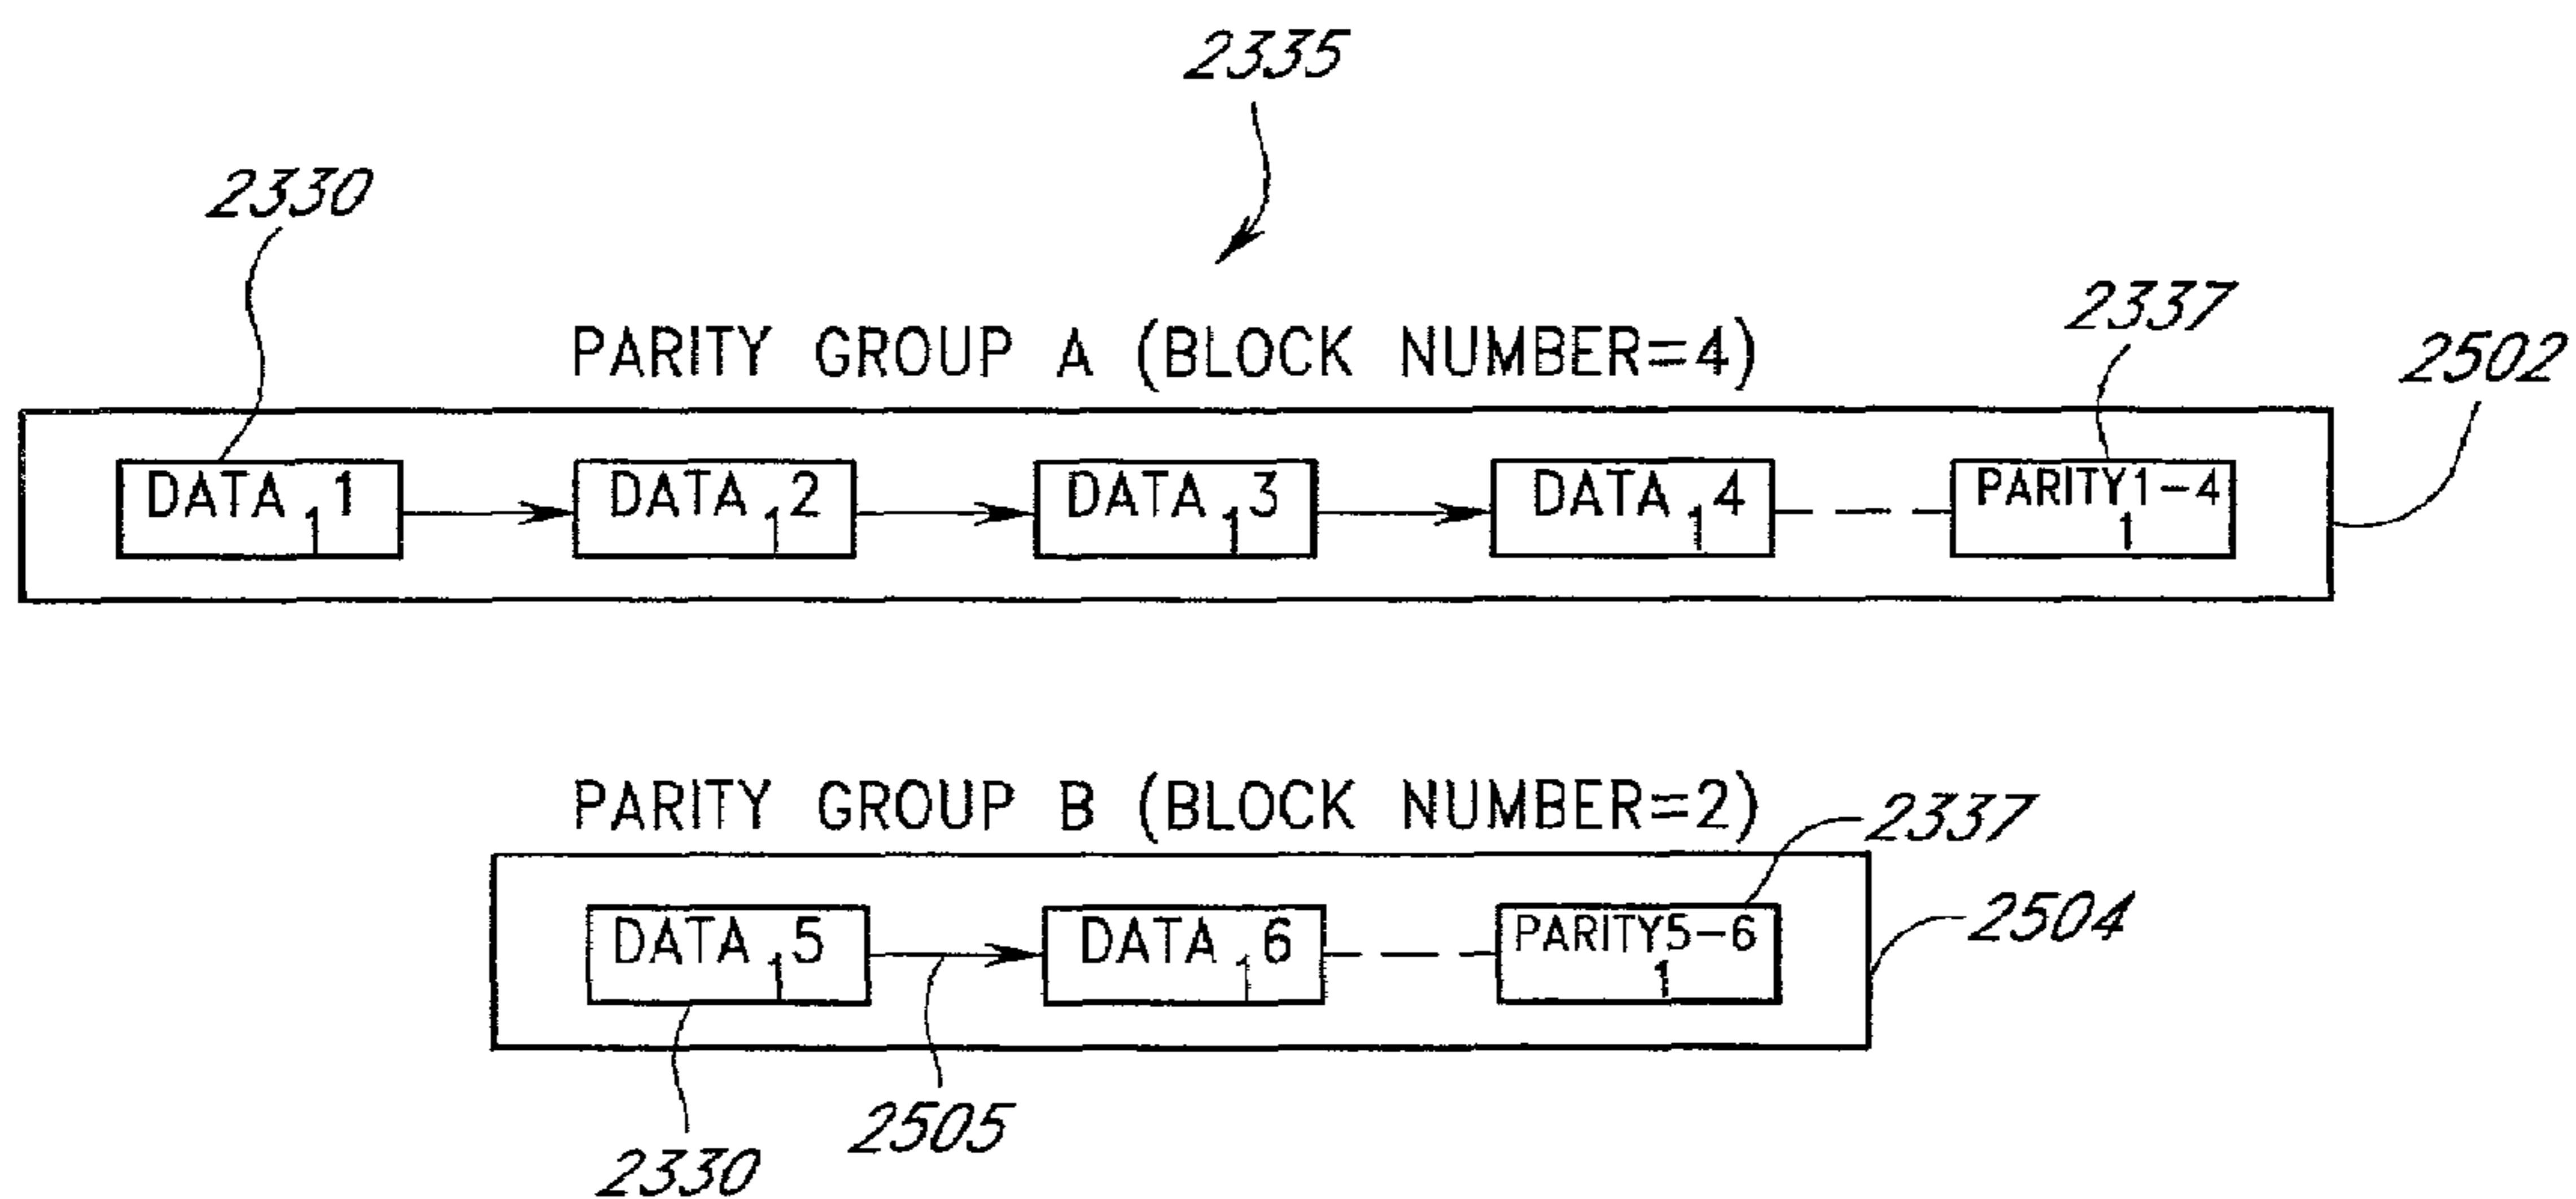 2335
2330
2337
PARITY GROUP A (BLOCK NUMBER=4)
2502
DATA 1 1
DATA 1 2
DATA 1 3
DATA 1 4
PARITY1-4
1
PARITY GROUP B (BLOCK NUMBER=2)
2337
DATA 1 5
DATA 1 6
PARITY5-6
1
2504
2505
2330